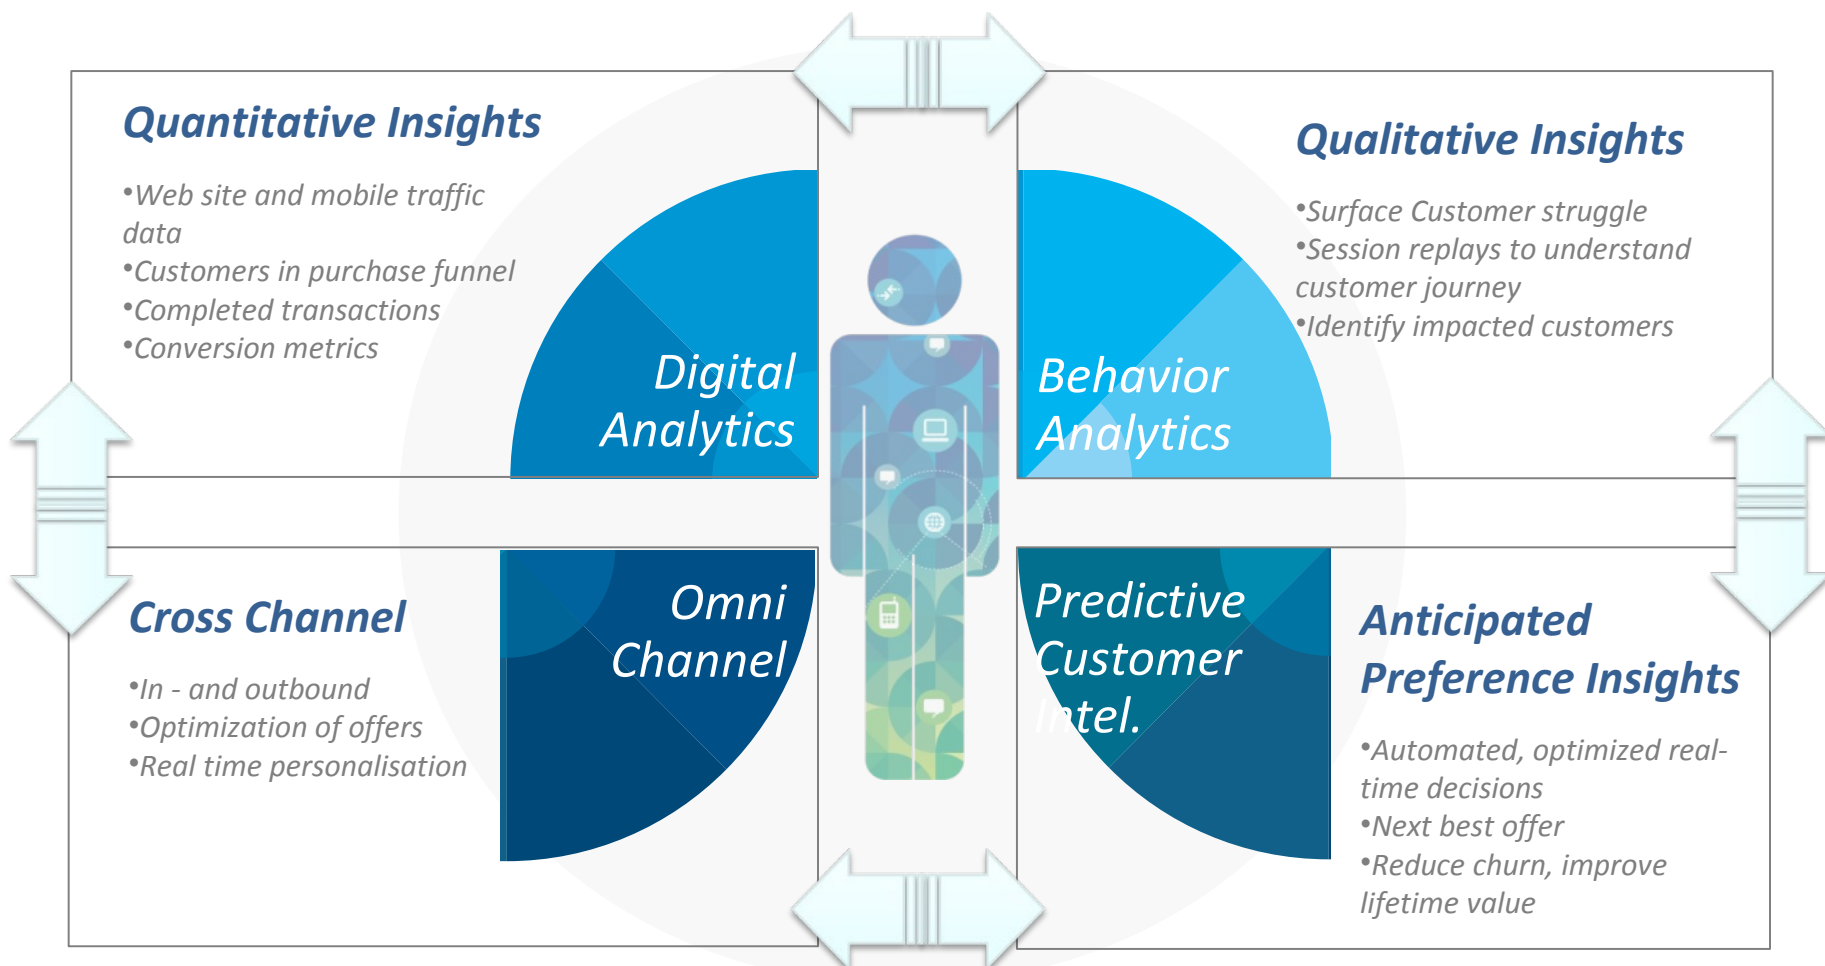 Quantitative Insights
•Web site and mobile traffic
data
•Customers in purchase funnel
•Completed transactions
•Conversion metrics
Digital
Analytics
Qualitative Insights
•Surface Customer struggle
•Session replays to understand
customer journey
•Identify impacted customers
Behavior
Analytics
Cross Channel
•In - and outbound
•Optimization of offers
•Real time personalisation
Omni
Channel
Predictive
Customer
Intel.
Anticipated
Preference Insights
•Automated, optimized real-
time decisions
•Next best offer
•Reduce churn, improve
lifetime value